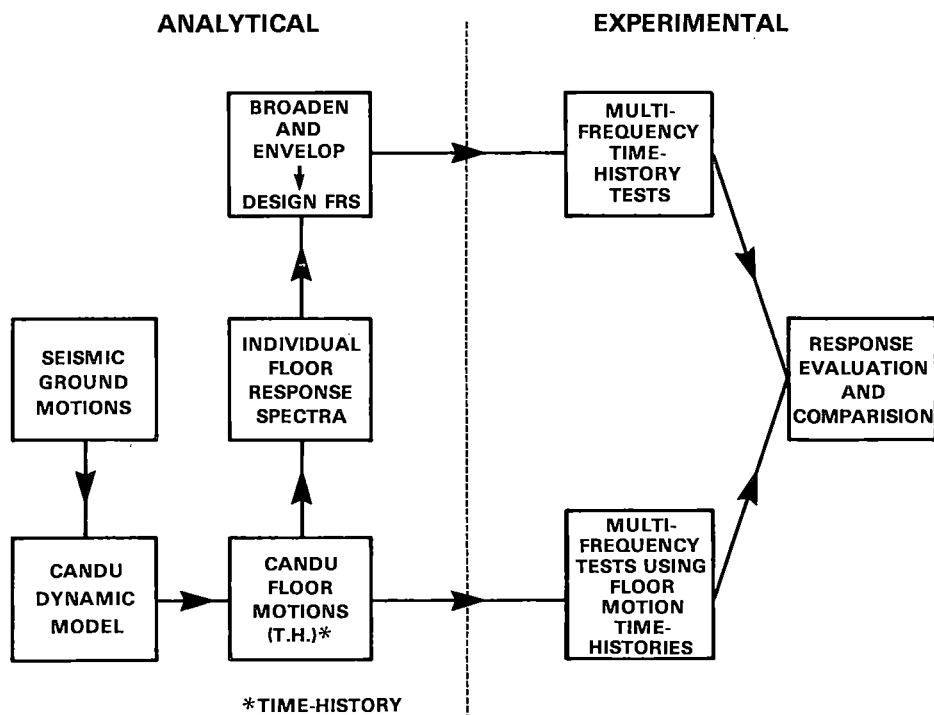 ANALYTICAL
EXPERIMENTAL
BROADEN
AND
ENVELOP
DESIGN FRS
MULTI-
FREQUENCY
TIME-
HISTORY
TESTS
SEISMIC
GROUND
MOTIONS
INDIVIDUAL
FLOOR
RESPONSE
SPECTRA
RESPONSE
EVALUATION
AND
COMPARISION
CANDU
DYNAMIC
MODEL
CANDU
FLOOR
MOTIONS
(T.H.)*
MULTI-
FREQUENCY
TESTS USING
FLOOR
MOTION
TIME-
HISTORIES
*TIME-HISTORY